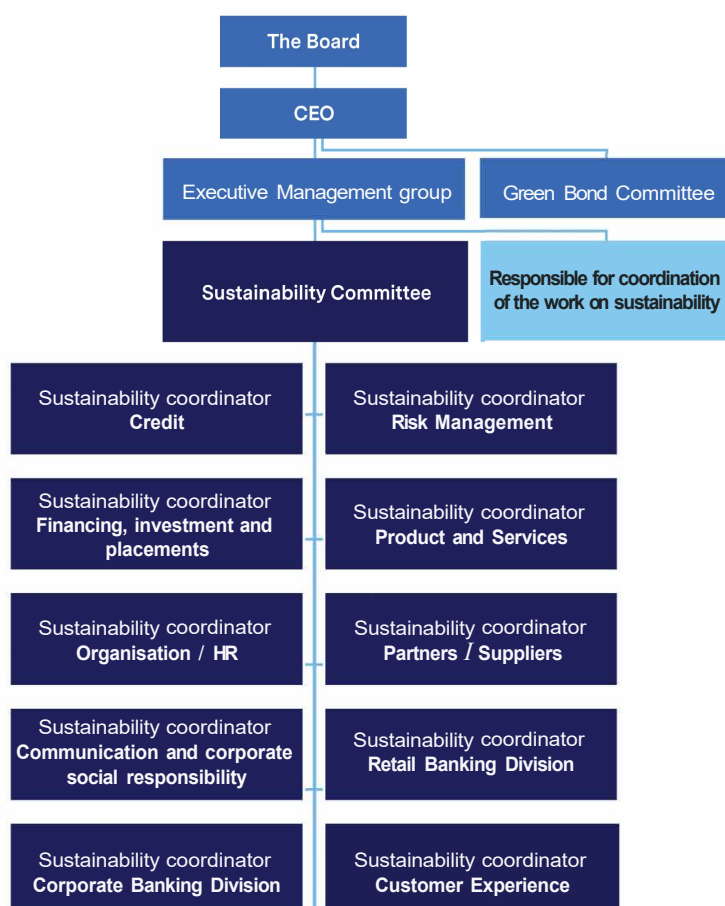 The Board
CEO
Executive Management group
Green Bond Committee
Sustainability Committee
Responsible for coordination
of the work on sustainability
Sustainability coordinator
Credit
Sustainability coordinator
Risk Management
Sustainability coordinator
Financing, investment and
placements
Sustainability coordinator
Product and Services
Sustainability coordinator
Organisation / HR
Sustainability coordinator
Partners I Suppliers
Sustainability coordinator
Communication and corporate
social responsibility
Sustainability coordinator
Retail Banking Division
Sustainability coordinator
Corporate Banking Division
Sustainability coordinator
Customer Experience